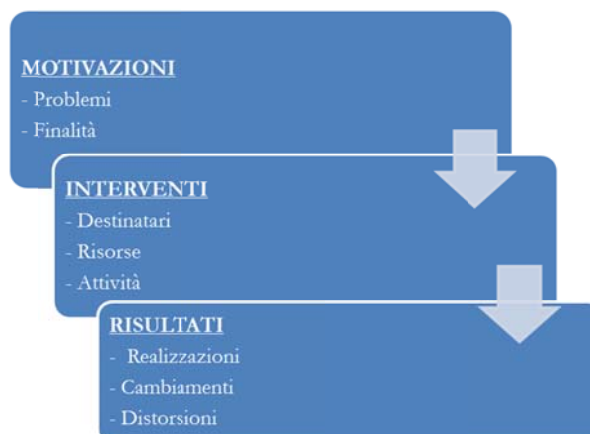 MOTIVAZIONI
- Problemi
- Finalità
INTERVENTI
- Destinatari
- Risorse
- Attività
RISULTATI
- Realizzazioni
- Cambiamenti
- Distorsioni